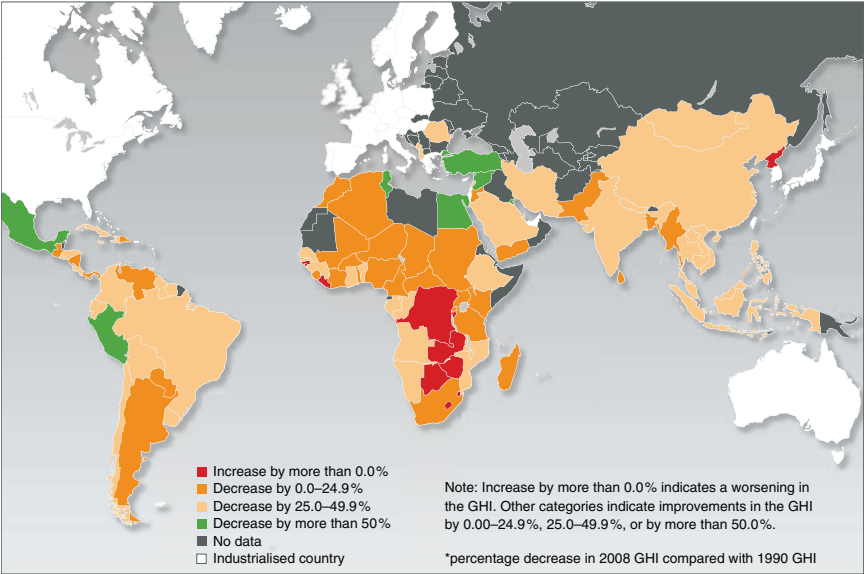 Increase by more than 0.0%
Decrease by 0.0–24.9%
Decrease by 25.0–49.9%
Decrease by more than 50%
No data
Industrialised country
Note: Increase by more than 0.0% indicates a worsening in
the GHI. Other categories indicate improvements in the GHI
by 0.00–24.9%, 25.0–49.9%, or by more than 50.0%.
*percentage decrease in 2008 GHI compared with 1990 GHI